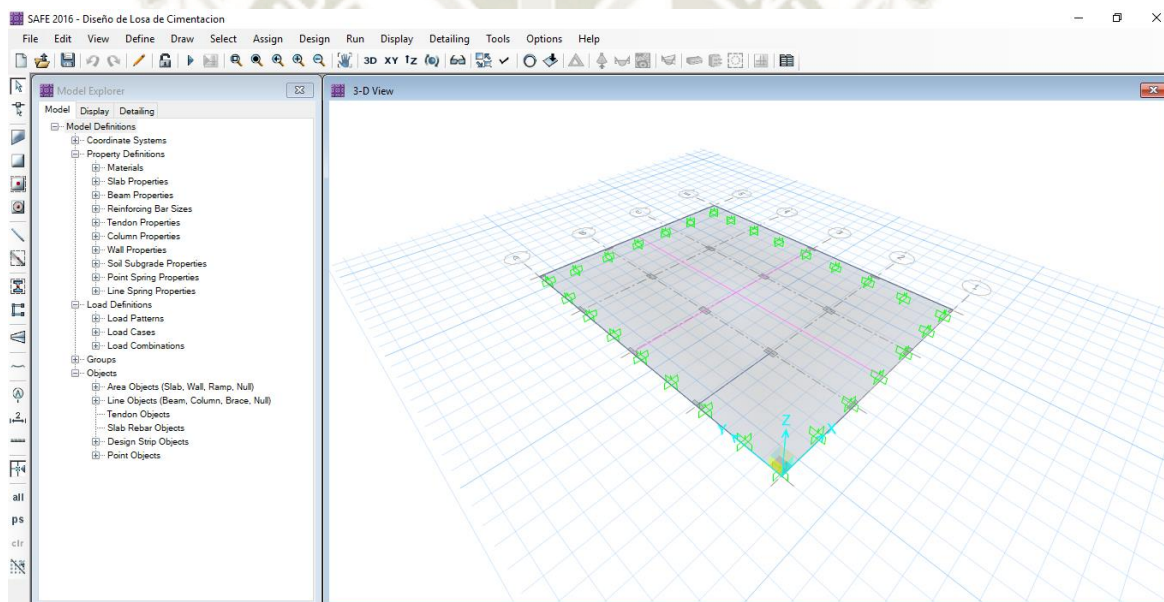 SAFE 2016 - Diseño de Losa de Cimentacion
File Edit View Define Draw Select Assign Design Run Display Detailing Tools Options Help
3D XY
Model Explorer
Model Display Detailing
Model Definitions
Coordinate Systems
Property Definitions
Materials
Slab Properties
Beam Properties
Reinforcing Bar Sizes
Tendon Properties
Column Properties
Wall Properties
Soil Subgrade Properties
Point Spring Properties
Line Spring Properties
Load Definitions
Load Patterns
Load Cases
Load Combinations
Groups
Objects
Area Objects (Slab, Wall, Ramp, Null)
Line Objects (Beam, Column, Brace, Null)
Tendon Objects
Slab Rebar Objects
Design Strip Objects
Point Objects
all
ps
clr
3-D View
A
3
2
1
Z
X